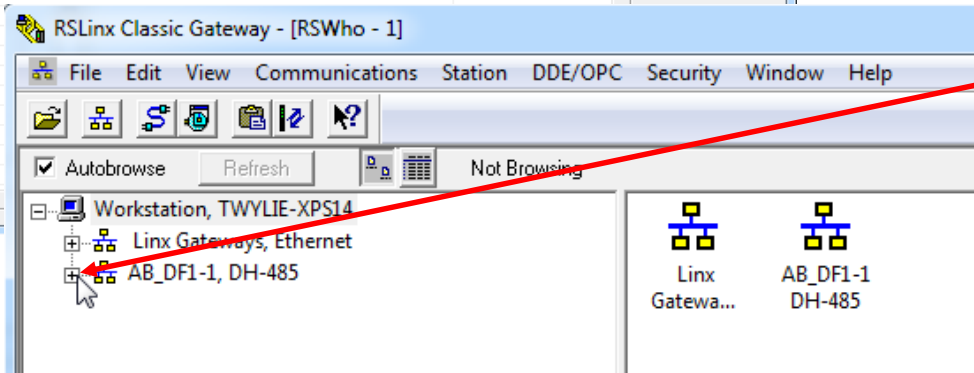 RSLinx Classic Gateway - [RSWho - 1]
File Edit View Communications Station DDE/OPC Security Window Help
Autobrowse Refresh Not Browsing
Workstation, TWYLIE-XPS14
Linx Gateways, Ethernet
AB_DF1-1, DH-485
Linx
Gatewa...
AB_DF1-1
DH-485